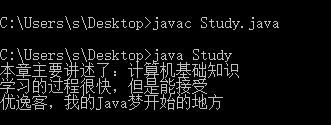 C:\Users\s\Desktop>javac Study.java
C:\Users\s\Desktop>java Study
本章主要讲述了：计算机基础知识
学习的过程很快，但是能接受
优逸客，我的Java梦开始的地方